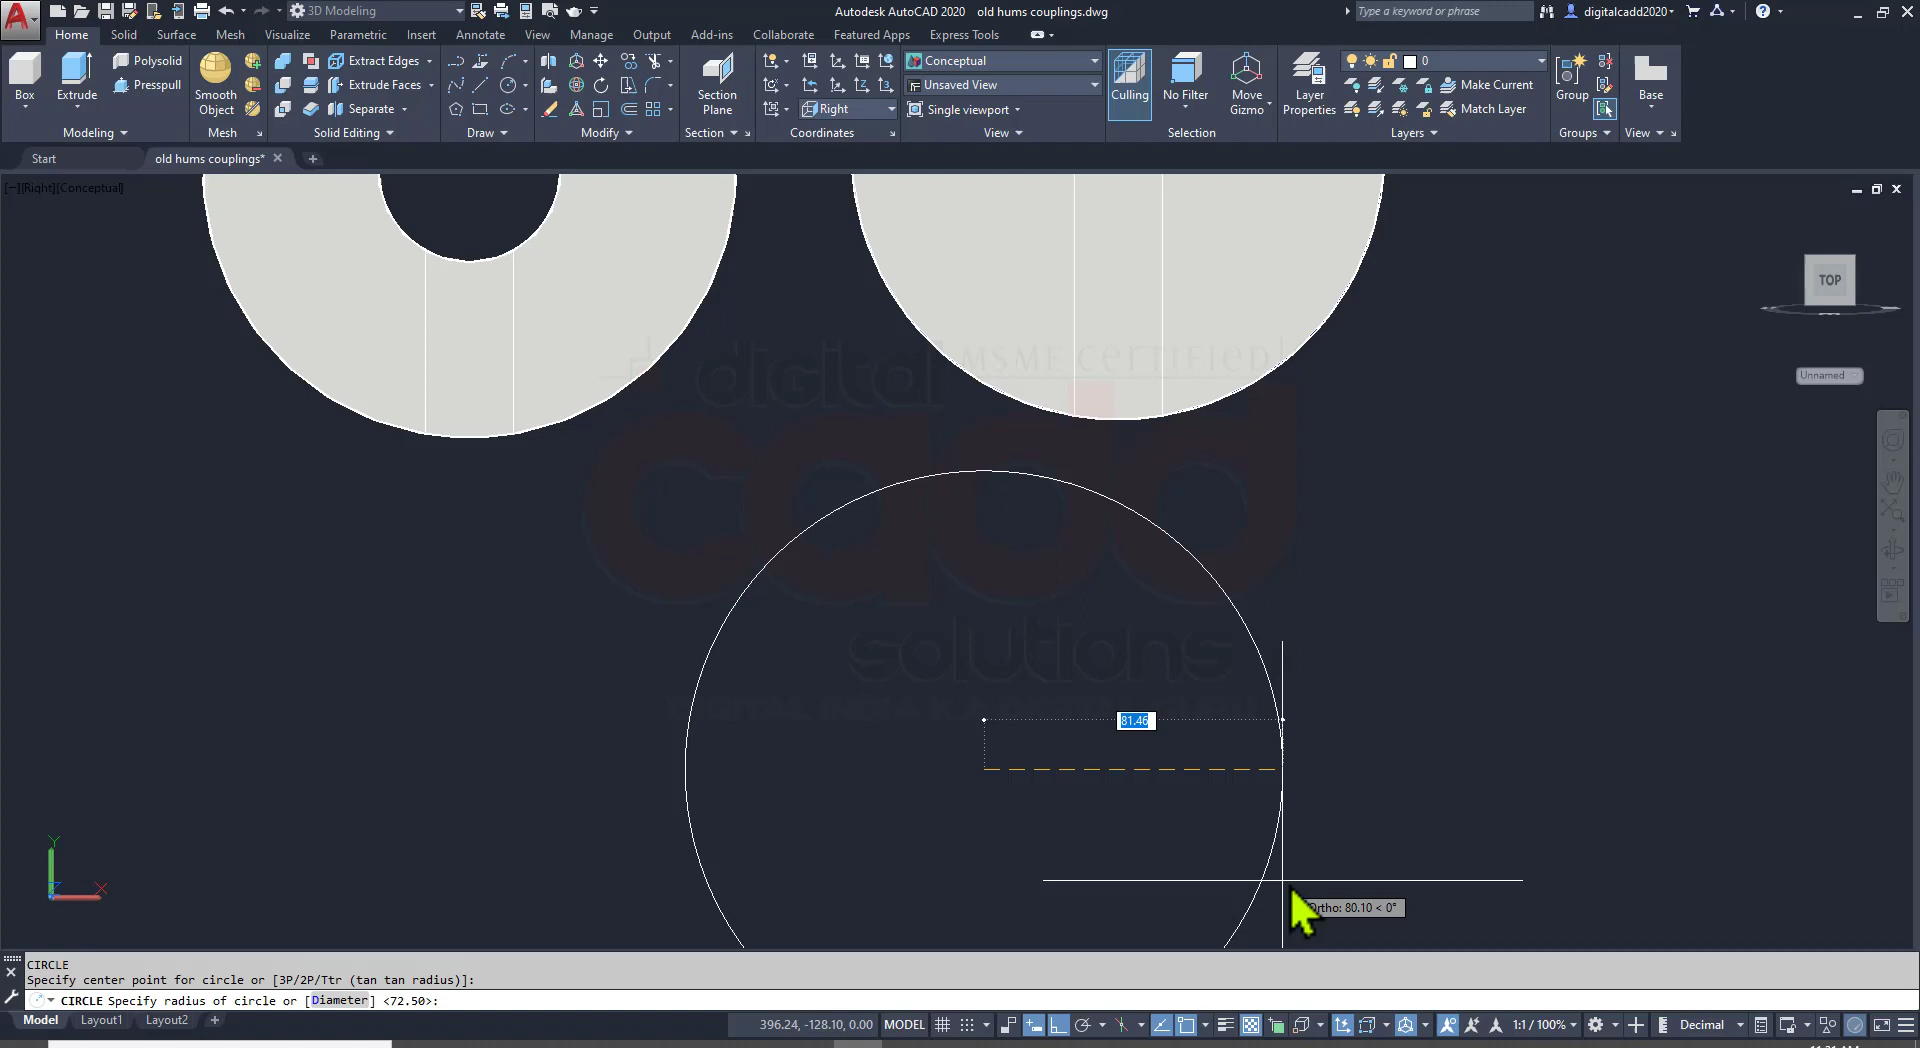 3D Modeling
Autodesk AutoCAD 2020 old hums couplings.dwg
Type a keyword or phrase
digitalcadd2020
Home Solid Surface Mesh Visualize Parametric Insert Annotate View Manage Output Add-ins Collaborate Featured Apps Express Tools
Box
Extrude
Polysolid
Presspull
Modeling
Smooth
Object
Mesh
Extract Edges
Extrude Faces
Separate
Solid Editing
Draw
Modify
Section
Plane
Section
Right
Coordinates
Conceptual
Unsaved View
Single viewport
View
Culling
No Filter
Move
Gizmo
Selection
Layer
Properties
0
Make Current
Match Layer
Layers
Group
Groups
Base
View
Start
old hums couplings*
[−][Right][Conceptual]
TOP
Unnamed
digital MSME certified
cadd
solutions
81.46
Ortho: 80.10 < 0°
Y
X
CIRCLE
Specify center point for circle or [3P/2P/Ttr (tan tan radius)]:
CIRCLE Specify radius of circle or [Diameter] <72.50>:
Model Layout1 Layout2
396.24, -128.10, 0.00 MODEL 1:1 / 100% Decimal